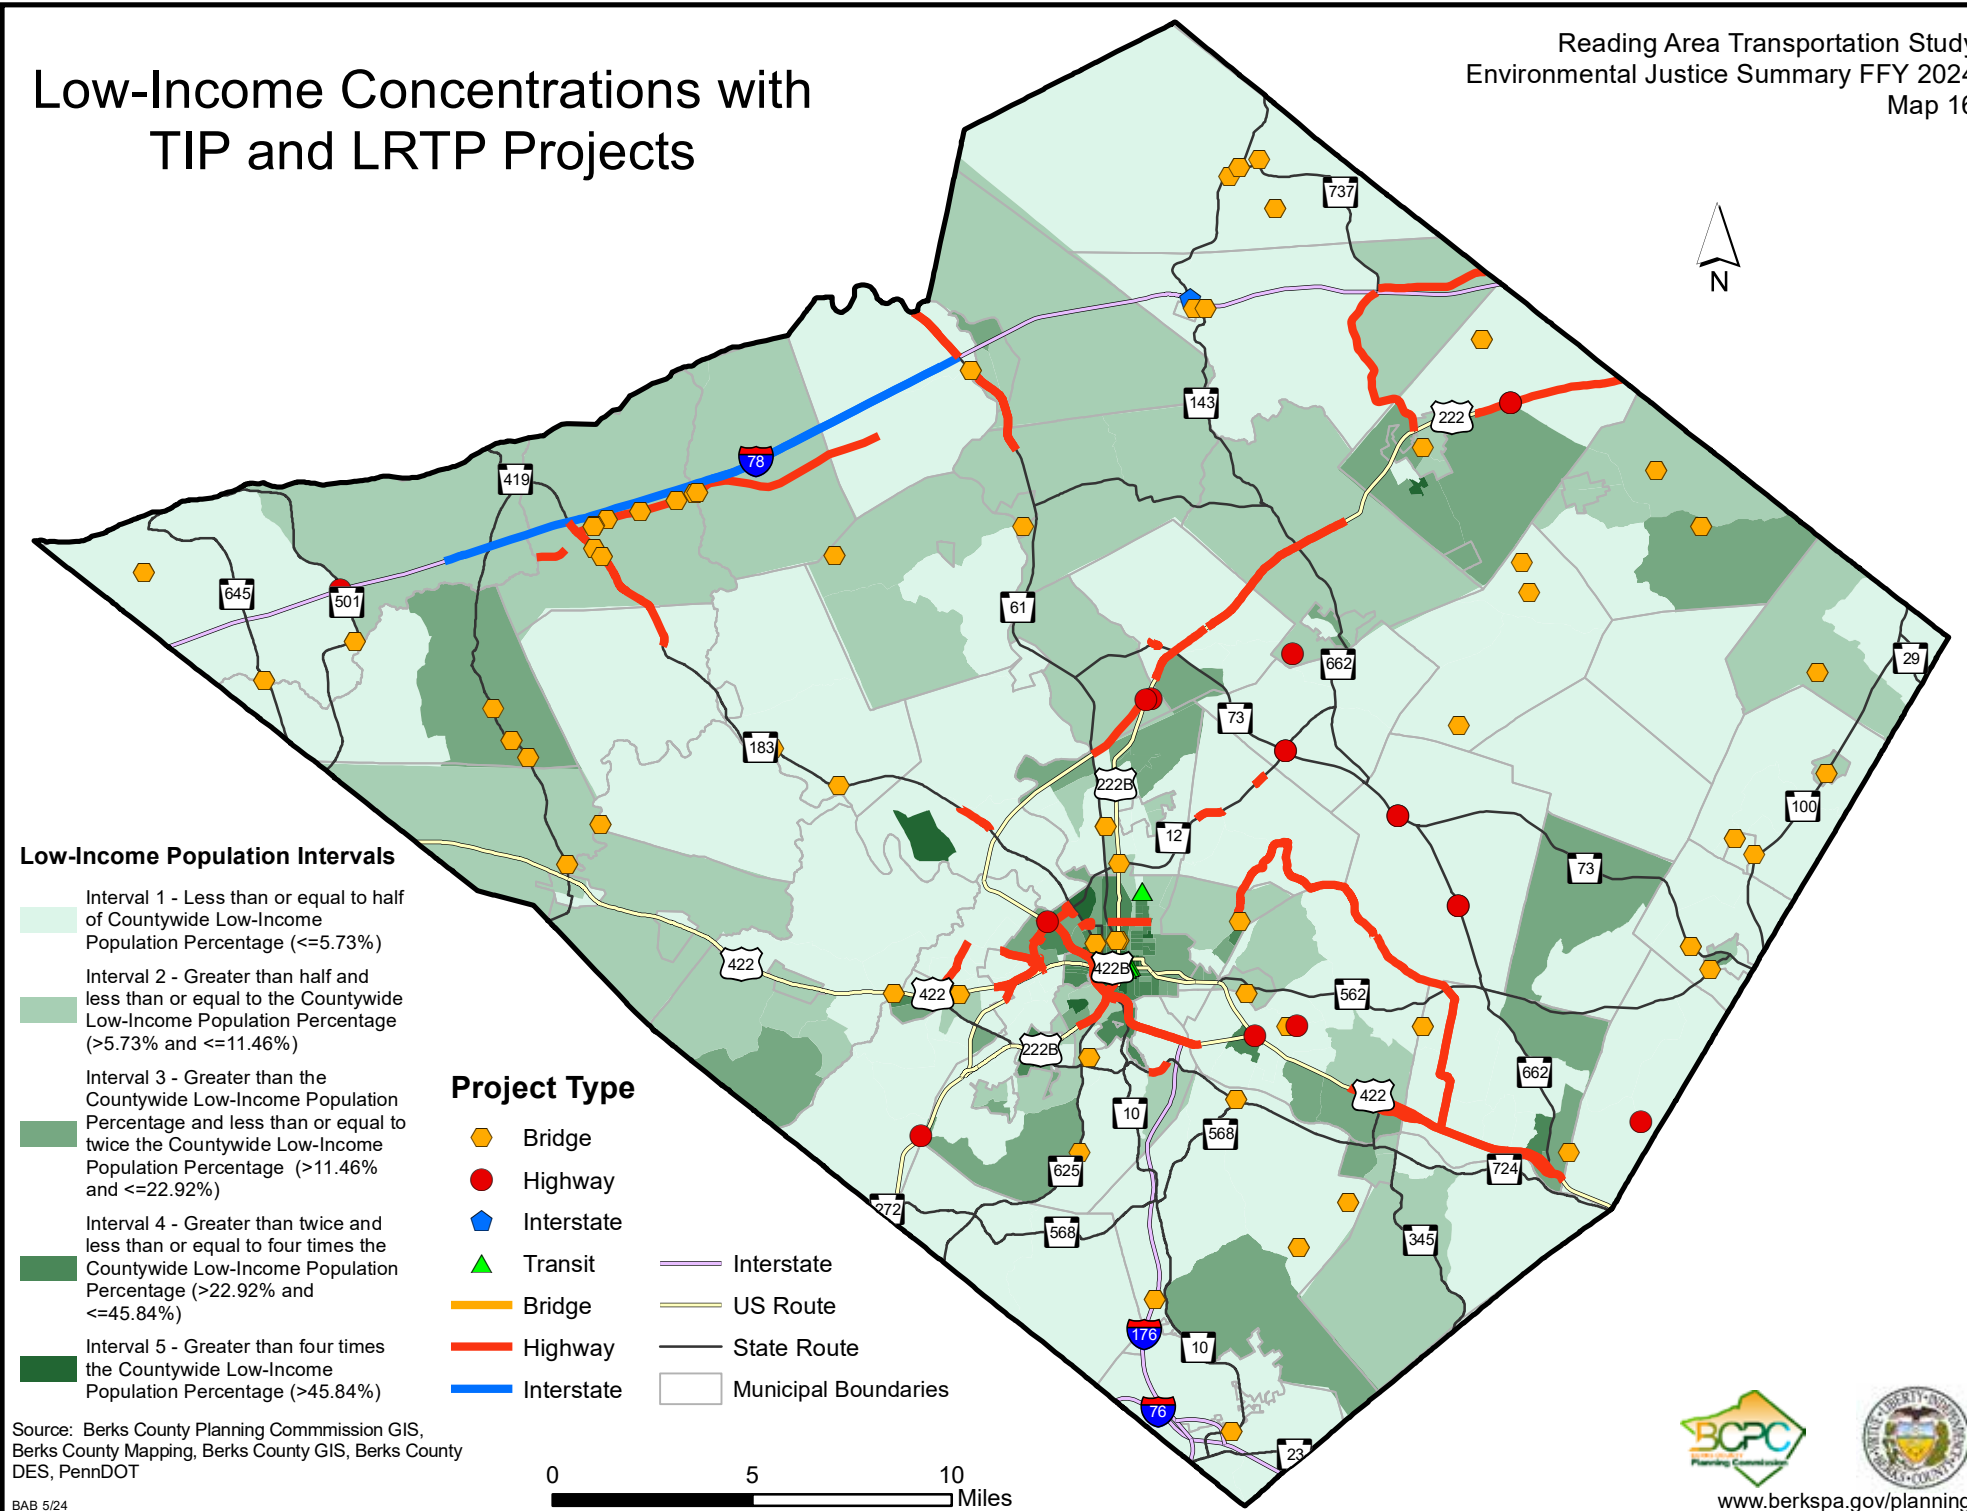 Low-Income Concentrations with
TIP and LRTP Projects
Reading Area Transportation Study
Environmental Justice Summary FFY 2024
Map 16
N
737
143
222
78
419
645
501
61
662
29
183
73
222B
12
100
73
422
422
422B
562
222B
422
662
10
568
625
724
272
568
345
176
10
76
23
Low-Income Population Intervals
Interval 1 - Less than or equal to half
of Countywide Low-Income
Population Percentage (<=5.73%)
Interval 2 - Greater than half and
less than or equal to the Countywide
Low-Income Population Percentage
(>5.73% and <=11.46%)
Interval 3 - Greater than the
Countywide Low-Income Population
Percentage and less than or equal to
twice the Countywide Low-Income
Population Percentage (>11.46%
and <=22.92%)
Interval 4 - Greater than twice and
less than or equal to four times the
Countywide Low-Income Population
Percentage (>22.92% and
<=45.84%)
Interval 5 - Greater than four times
the Countywide Low-Income
Population Percentage (>45.84%)
Project Type
Bridge
Highway
Interstate
Transit
Bridge
Highway
Interstate
Interstate
US Route
State Route
Municipal Boundaries
Source: Berks County Planning Commmission GIS,
Berks County Mapping, Berks County GIS, Berks County
DES, PennDOT
BAB 5/24
0 5 10
Miles
BCPC
Planning Commission
www.berkspa.gov/planning